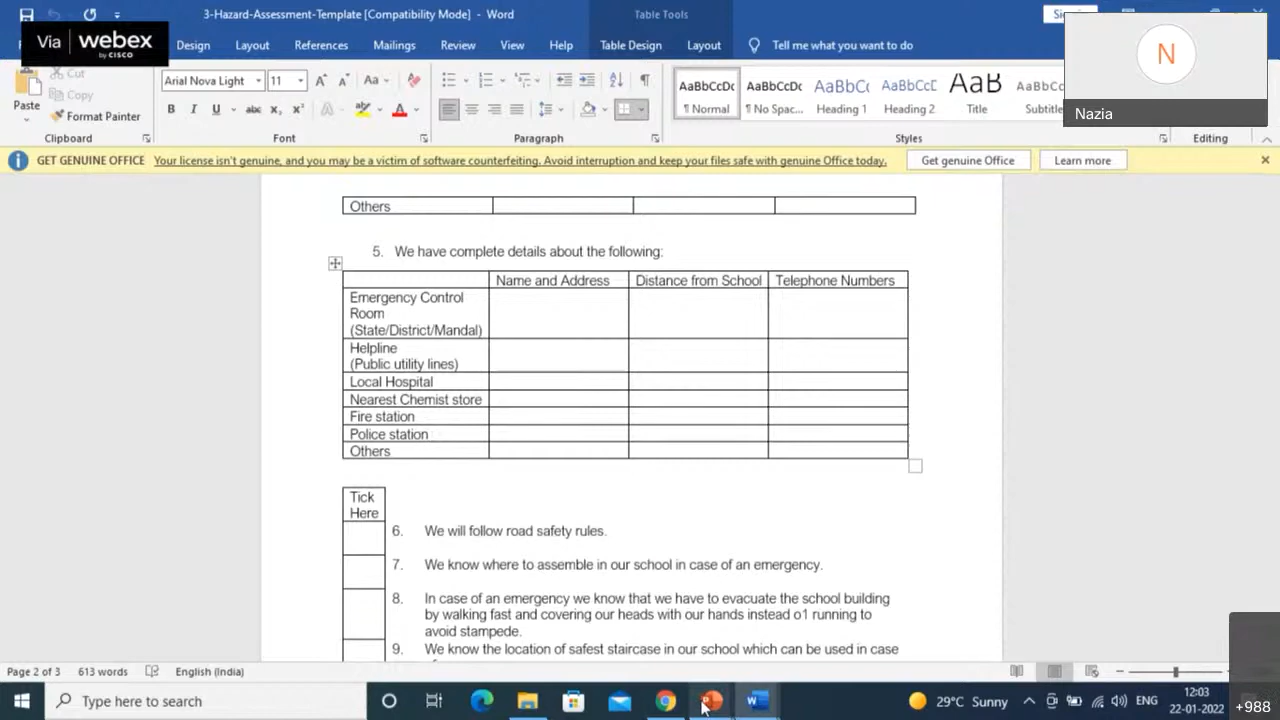 3-Hazard-Assessment-Template [Compatibility Mode] - Word
Table Tools
Via webex
by CISCO
Design Layout References Mailings Review View Help Table Design Layout Tell me what you want to do
N
Nazia
Cut
Copy
Paste
Format Painter
Arial Nova Light 11
AaBbCcDc AaBbCcDc AaBbCc AaBbCcD AaB AaBbCcD
¶ Normal ¶ No Spac... Heading 1 Heading 2 Title Subtitle
Clipboard Font Paragraph Styles Editing
GET GENUINE OFFICE Your license isn't genuine, and you may be a victim of software counterfeiting. Avoid interruption and keep your files safe with genuine Office today. Get genuine Office Learn more
Others
5. We have complete details about the following:
Name and Address Distance from School Telephone Numbers
Emergency Control
Room
(State/District/Mandal)
Helpline
(Public utility lines)
Local Hospital
Nearest Chemist store
Fire station
Police station
Others
Tick
Here
6. We will follow road safety rules.
7. We know where to assemble in our school in case of an emergency.
8. In case of an emergency we know that we have to evacuate the school building
by walking fast and covering our heads with our hands instead o1 running to
avoid stampede.
9. We know the location of safest staircase in our school which can be used in case
Page 2 of 3 613 words English (India)
Type here to search
29°C Sunny
ENG
12:03
22-01-2022
+988